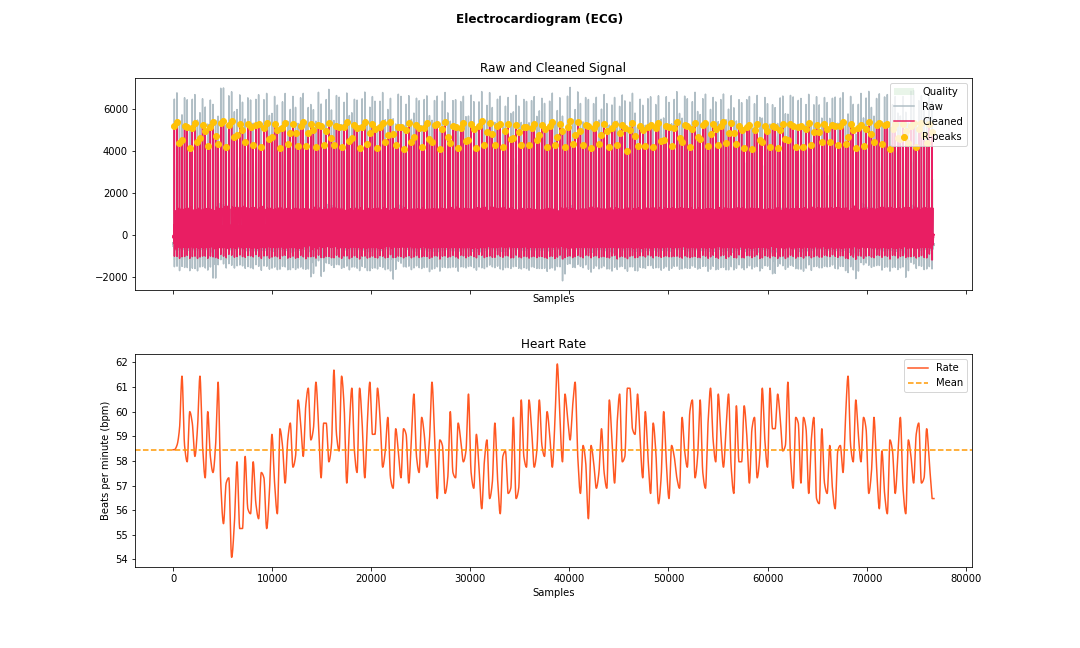 Electrocardiogram (ECG)
Raw and Cleaned Signal
6000
4000
2000
0
−2000
Quality
Raw
Cleaned
R-peaks
Samples
Heart Rate
62
61
60
59
58
57
56
55
54
Beats per minute (bpm)
Rate
Mean
0 10000 20000 30000 40000 50000 60000 70000 80000
Samples